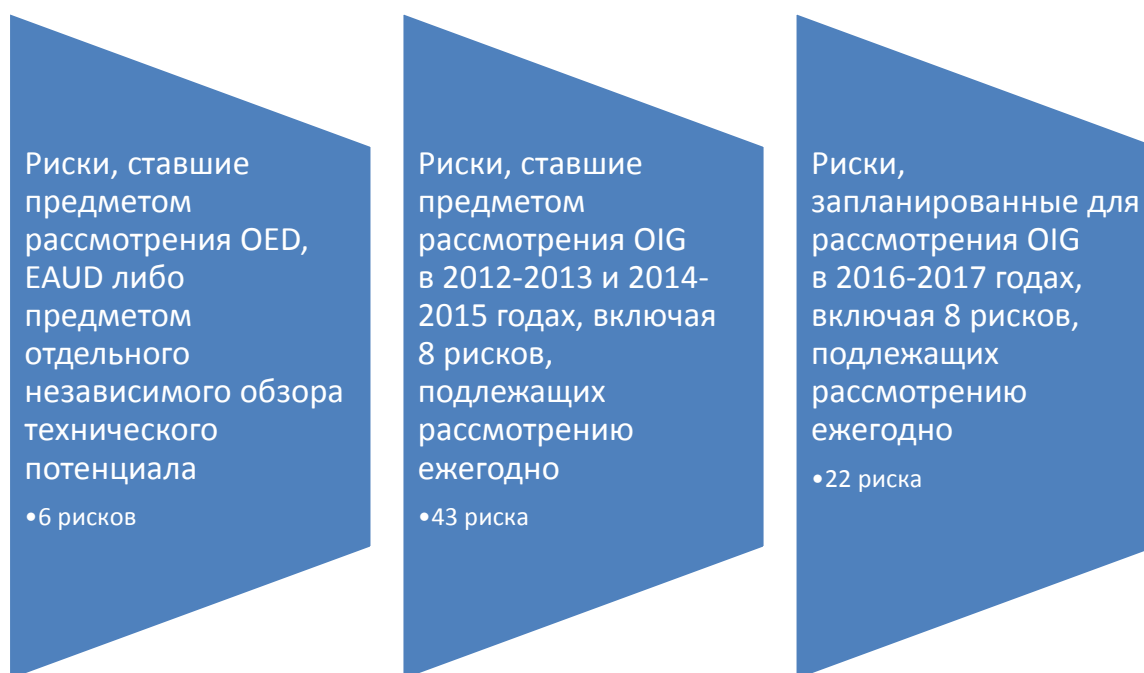 Риски, ставшие
предметом
рассмотрения OED,
EAUD либо
предметом
отдельного
независимого обзора
технического
потенциала
•6 рисков
Риски, ставшие
предметом
рассмотрения OIG
в 2012-2013 и 2014-
2015 годах, включая
8 рисков,
подлежащих
рассмотрению
ежегодно
•43 риска
Риски,
запланированные для
рассмотрения OIG
в 2016-2017 годах,
включая 8 рисков,
подлежащих
рассмотрению
ежегодно
•22 риска